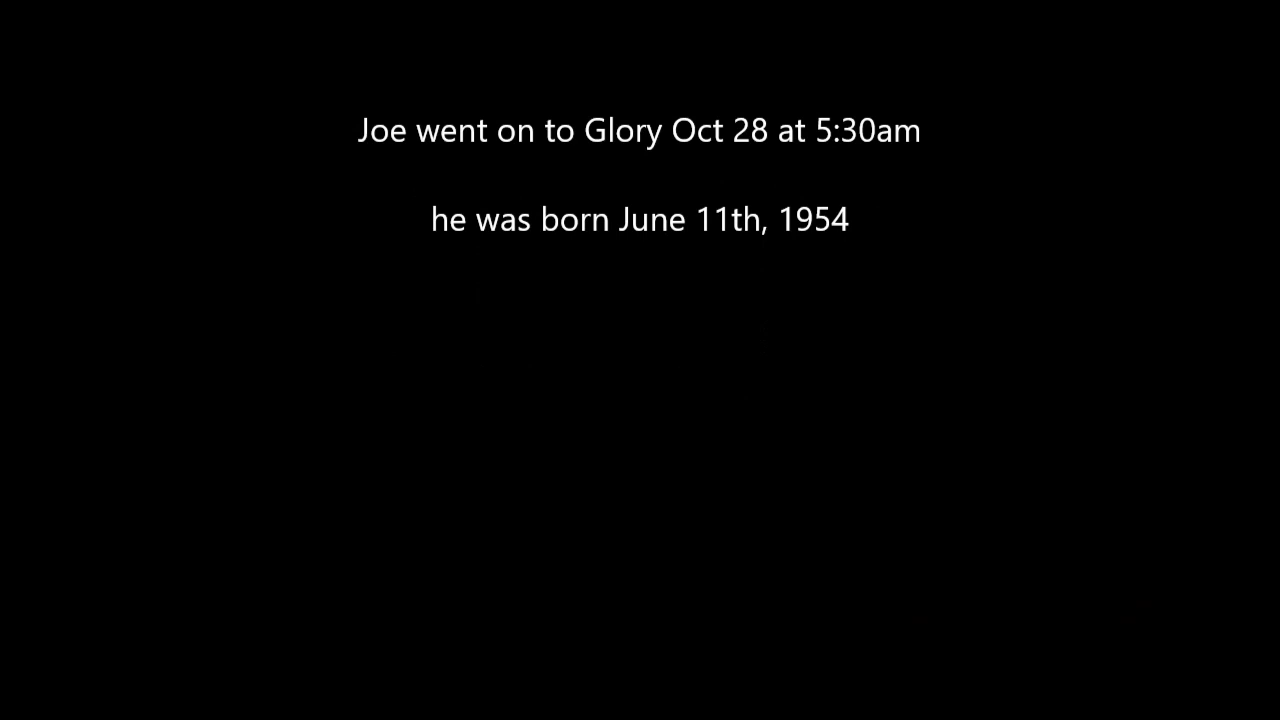 Joe went on to Glory Oct 28 at 5:30am
he was born June 11th, 1954